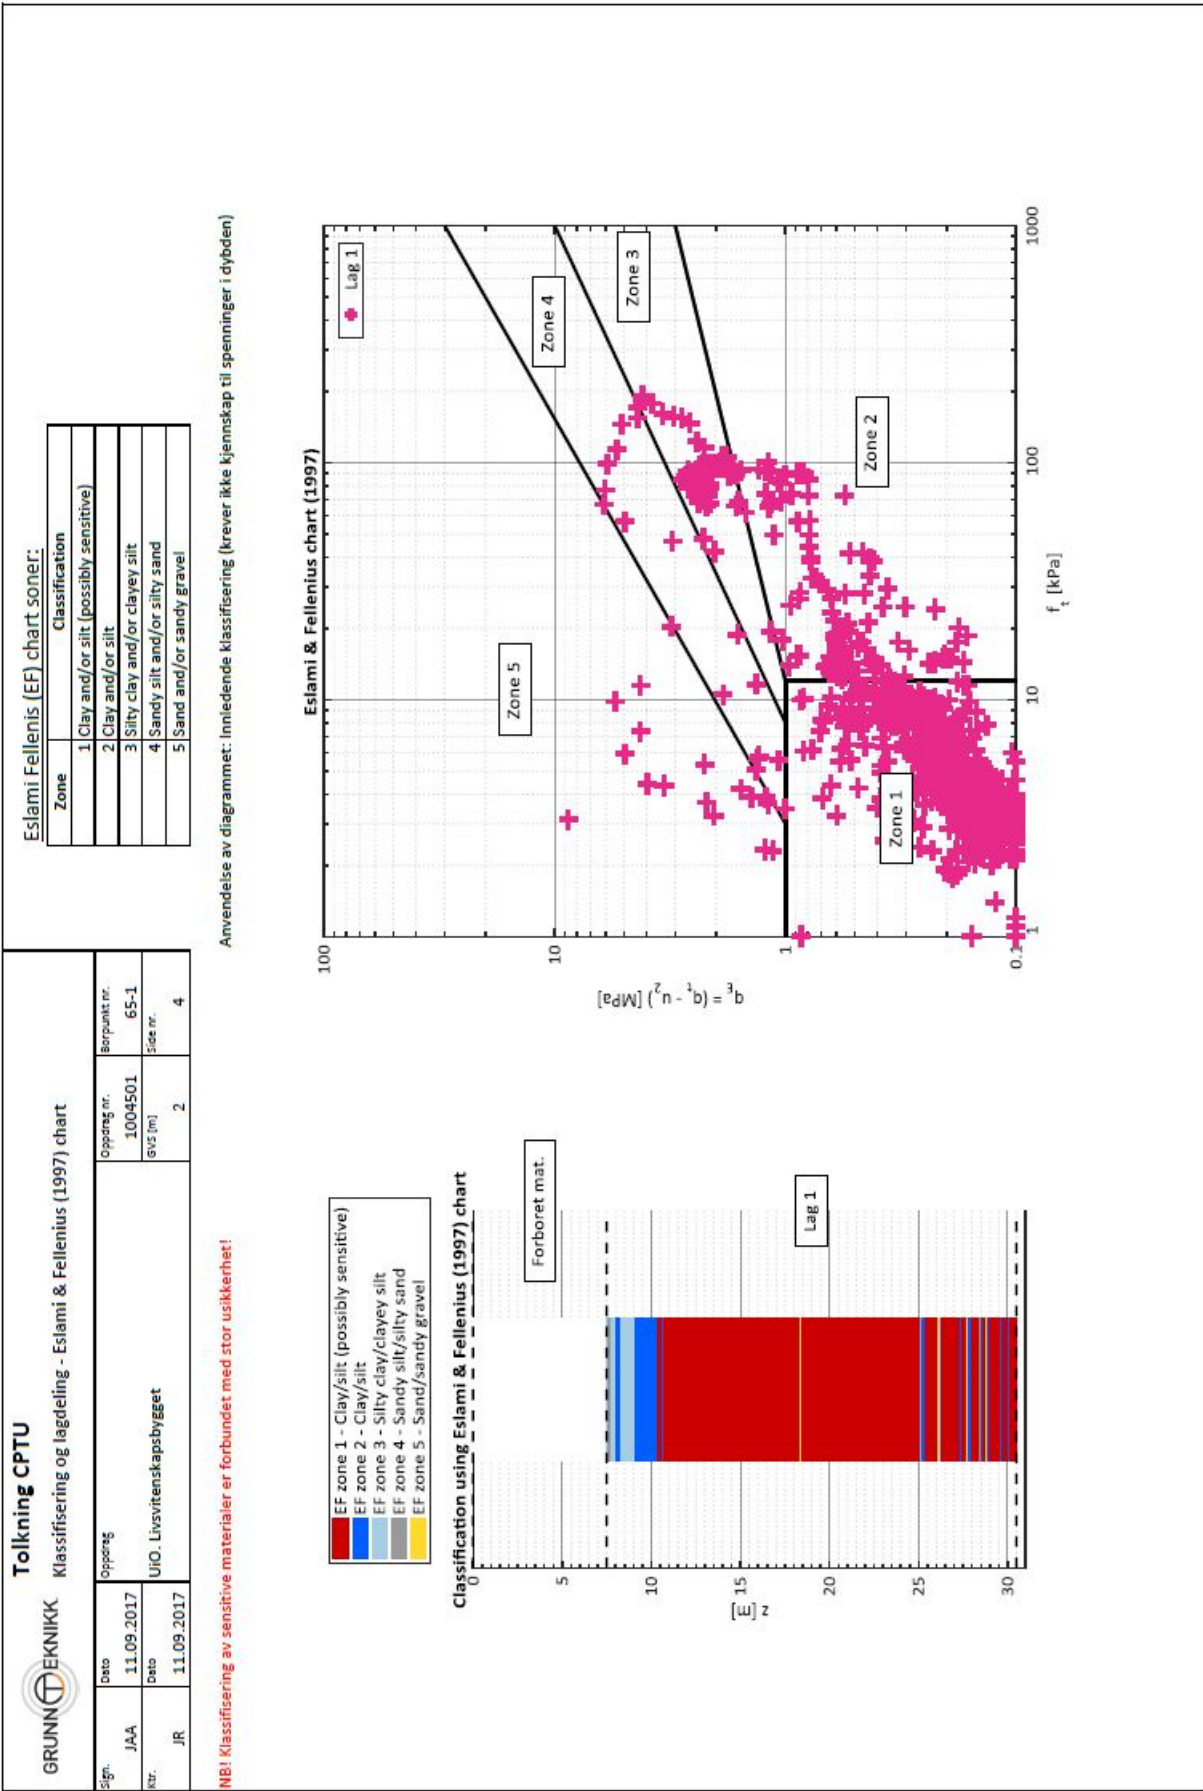 GRUNNTEKNIKK
Tolkning CPTU
Klassifisering og lagdeling - Eslami & Fellenius (1997) chart
Sign. Dato Oppdrag Oppdrag nr. Borpunkt nr.
JAA 11.09.2017 1004501 65-1
Ktr. Dato UiO. Livsvitenskapsbygget GVS [m] Side nr.
JR 11.09.2017 2 4
Eslami Fellenis (EF) chart soner:
Zone Classification
1 Clay and/or silt (possibly sensitive)
2 Clay and/or silt
3 Silty clay and/or clayey silt
4 Sandy silt and/or silty sand
5 Sand and/or sandy gravel
NB! Klassifisering av sensitive materialer er forbundet med stor usikkerhet!
Anvendelse av diagrammet: Innledende klassifisering (krever ikke kjennskap til spenninger i dybden)
EF zone 1 - Clay/silt (possibly sensitive)
EF zone 2 - Clay/silt
EF zone 3 - Silty clay/clayey silt
EF zone 4 - Sandy silt/silty sand
EF zone 5 - Sand/sandy gravel
Classification using Eslami & Fellenius (1997) chart
0
5
10
15
20
25
30
z [m]
Forboret mat.
Lag 1
Eslami & Fellenius chart (1997)
Lag 1
Zone 5
Zone 4
Zone 3
Zone 2
Zone 1
100
10
1
0.1
qE = (qt - u2) [MPa]
1 10 100 1000
ft [kPa]